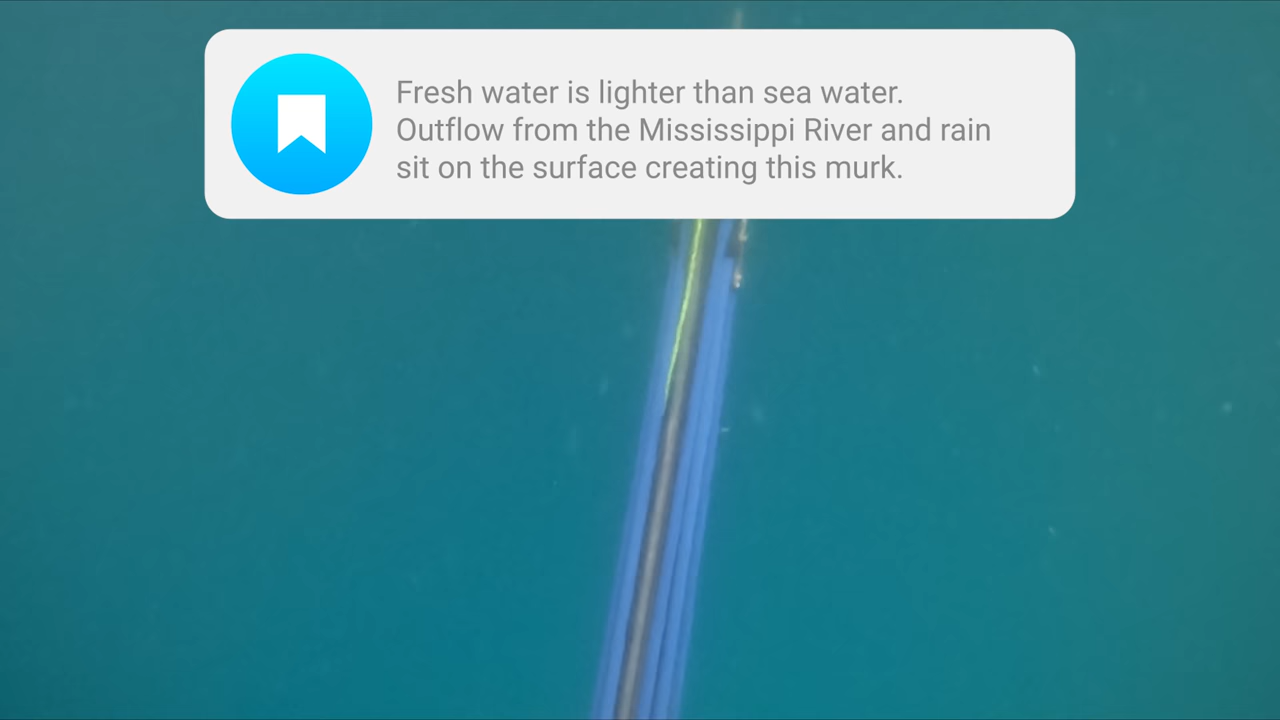 Fresh water is lighter than sea water.
Outflow from the Mississippi River and rain
sit on the surface creating this murk.